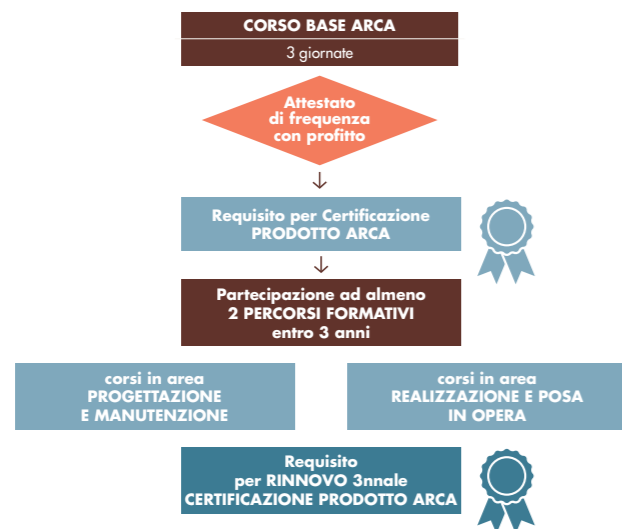 CORSO BASE ARCA
3 giornate
Attestato
di frequenza
con profitto
Requisito per Certificazione
PRODOTTO ARCA
Partecipazione ad almeno
2 PERCORSI FORMATIVI
entro 3 anni
corsi in area
PROGETTAZIONE
E MANUTENZIONE
corsi in area
REALIZZAZIONE E POSA
IN OPERA
Requisito
per RINNOVO 3nnale
CERTIFICAZIONE PRODOTTO ARCA